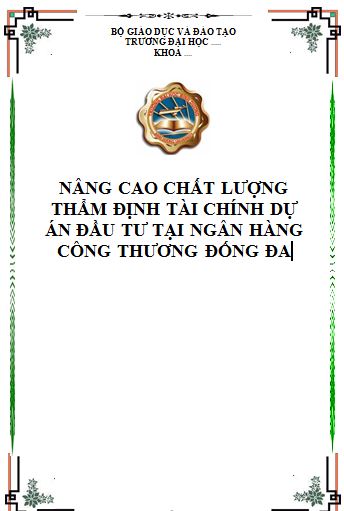 BỘ GIÁO DỤC VÀ ĐÀO TẠO
TRƯỜNG ĐẠI HỌC .....
KHOA ....
NÂNG CAO CHẤT LƯỢNG
THẨM ĐỊNH TÀI CHÍNH DỰ
ÁN ĐẦU TƯ TẠI NGÂN HÀNG
CÔNG THƯƠNG ĐỐNG ĐA